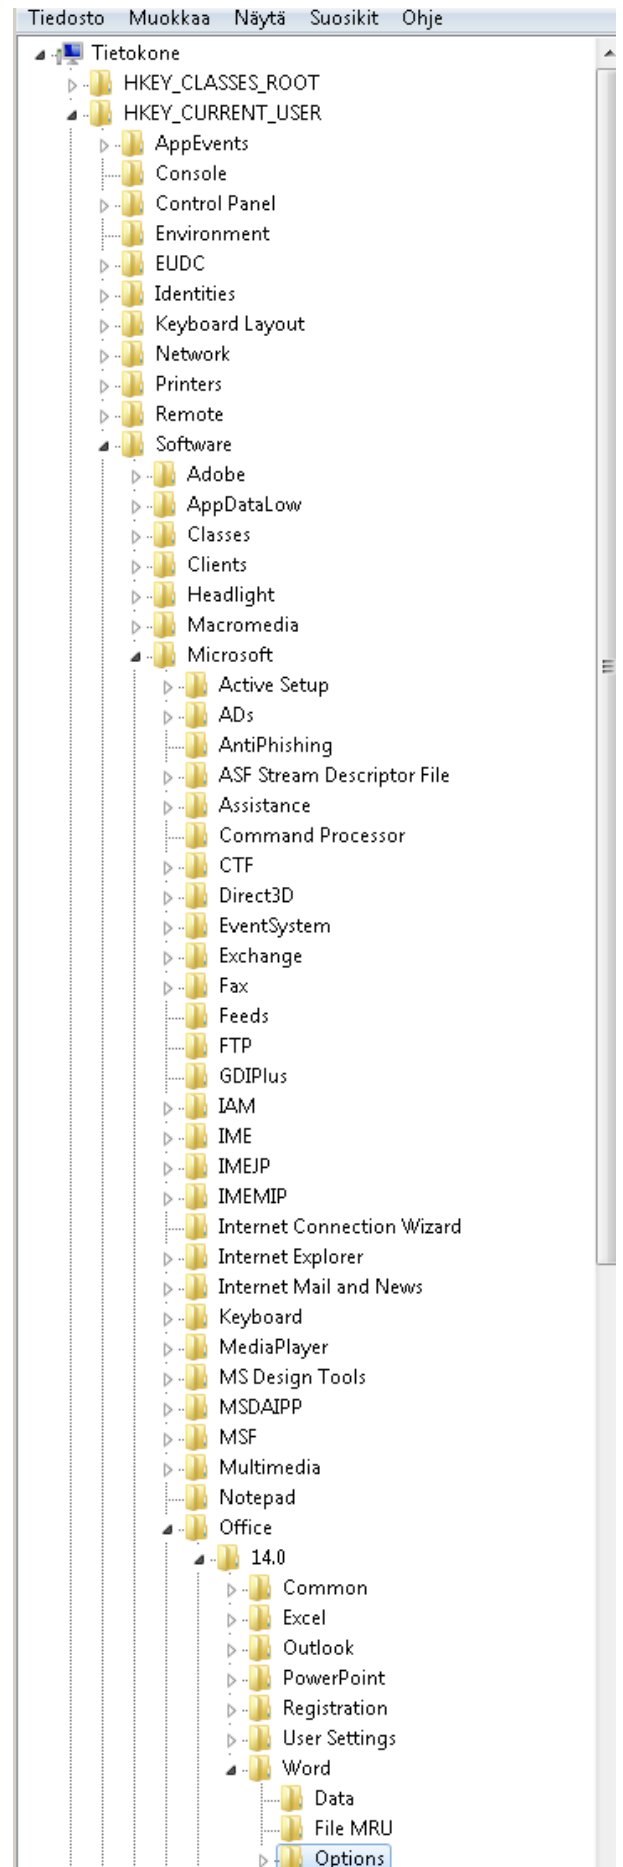 Tiedosto Muokkaa Näytä Suosikit Ohje
Tietokone
HKEY_CLASSES_ROOT
HKEY_CURRENT_USER
AppEvents
Console
Control Panel
Environment
EUDC
Identities
Keyboard Layout
Network
Printers
Remote
Software
Adobe
AppDataLow
Classes
Clients
Headlight
Macromedia
Microsoft
Active Setup
ADs
AntiPhishing
ASF Stream Descriptor File
Assistance
Command Processor
CTF
Direct3D
EventSystem
Exchange
Fax
Feeds
FTP
GDIPlus
IAM
IME
IMEJP
IMEMIP
Internet Connection Wizard
Internet Explorer
Internet Mail and News
Keyboard
MediaPlayer
MS Design Tools
MSDAIPP
MSF
Multimedia
Notepad
Office
14.0
Common
Excel
Outlook
PowerPoint
Registration
User Settings
Word
Data
File MRU
Options